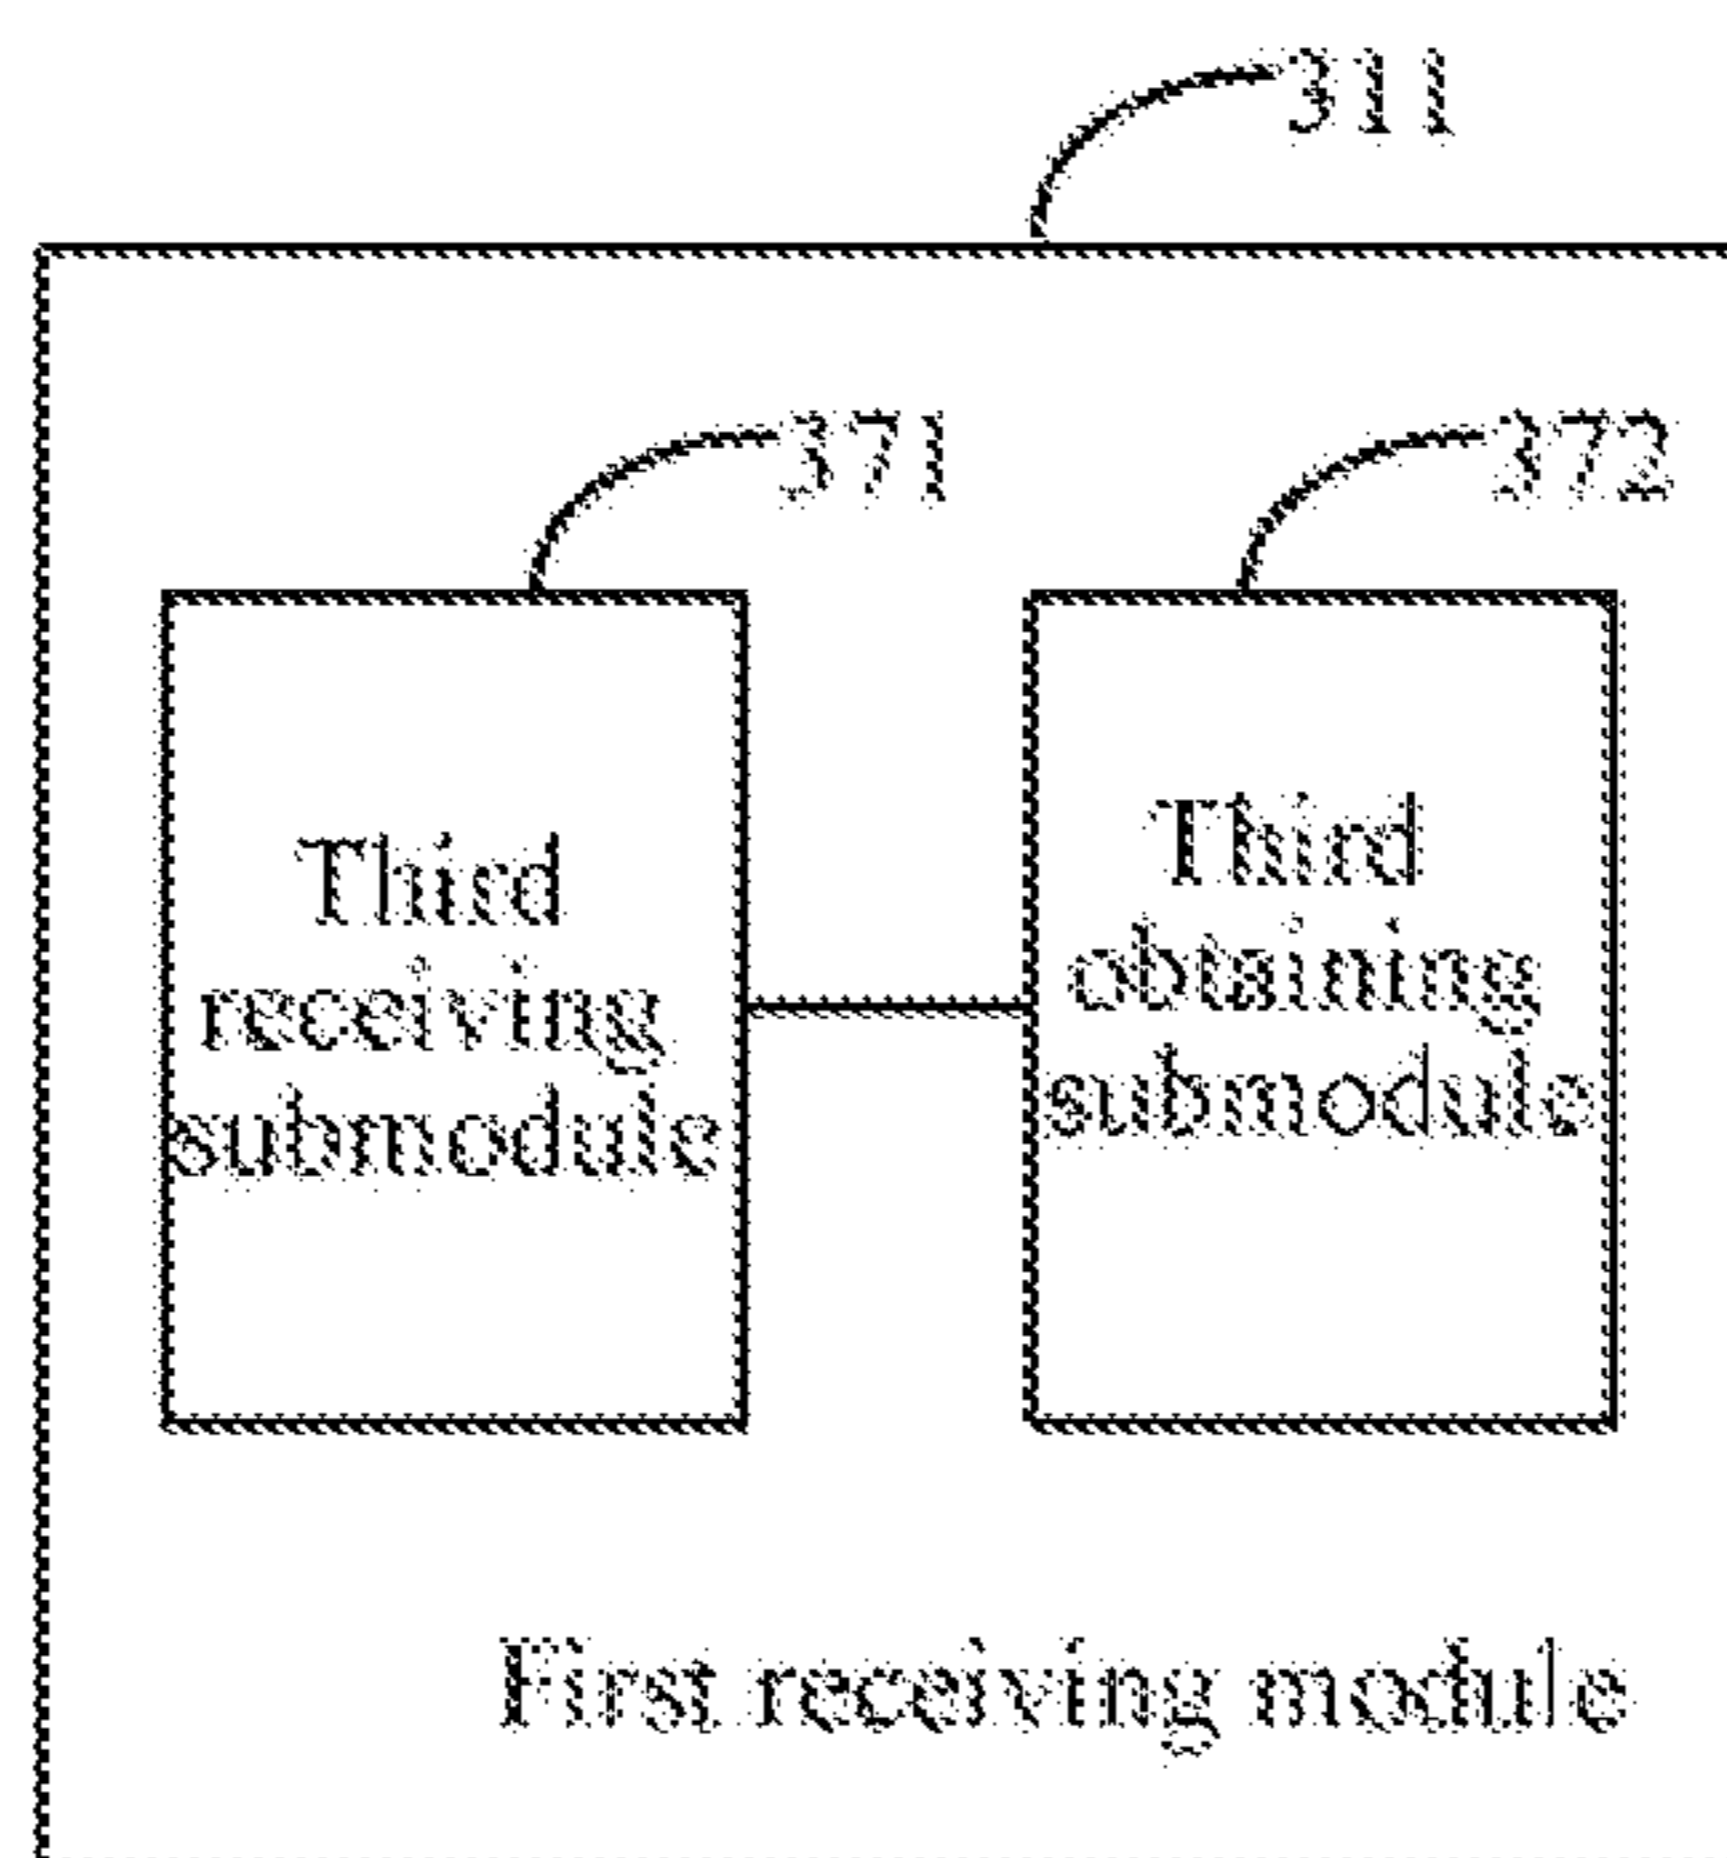 311
371
372
Third
receiving
submodule
Third
obtaining
submodule
First receiving module